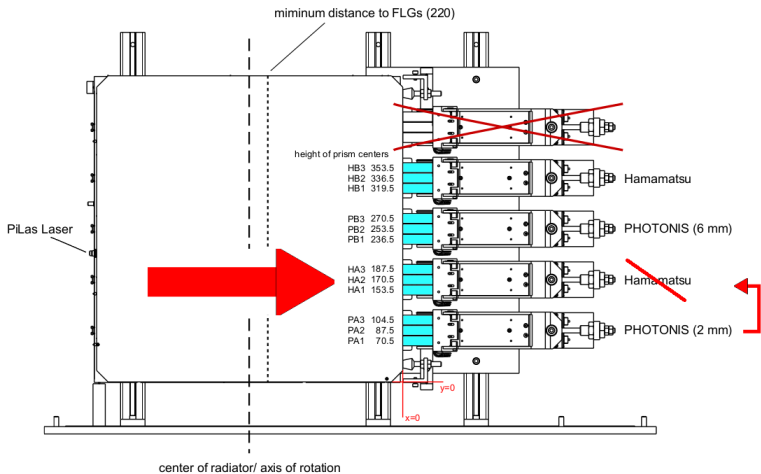 miminum distance to FLGs (220)
height of prism centers
HB3 353.5
HB2 336.5
HB1 319.5
Hamamatsu
PB3 270.5
PB2 253.5
PB1 236.5
PHOTONIS (6 mm)
PiLas Laser
HA3 187.5
HA2 170.5
HA1 153.5
Hamamatsu
PA3 104.5
PA2 87.5
PA1 70.5
PHOTONIS (2 mm)
y=0
x=0
center of radiator/ axis of rotation